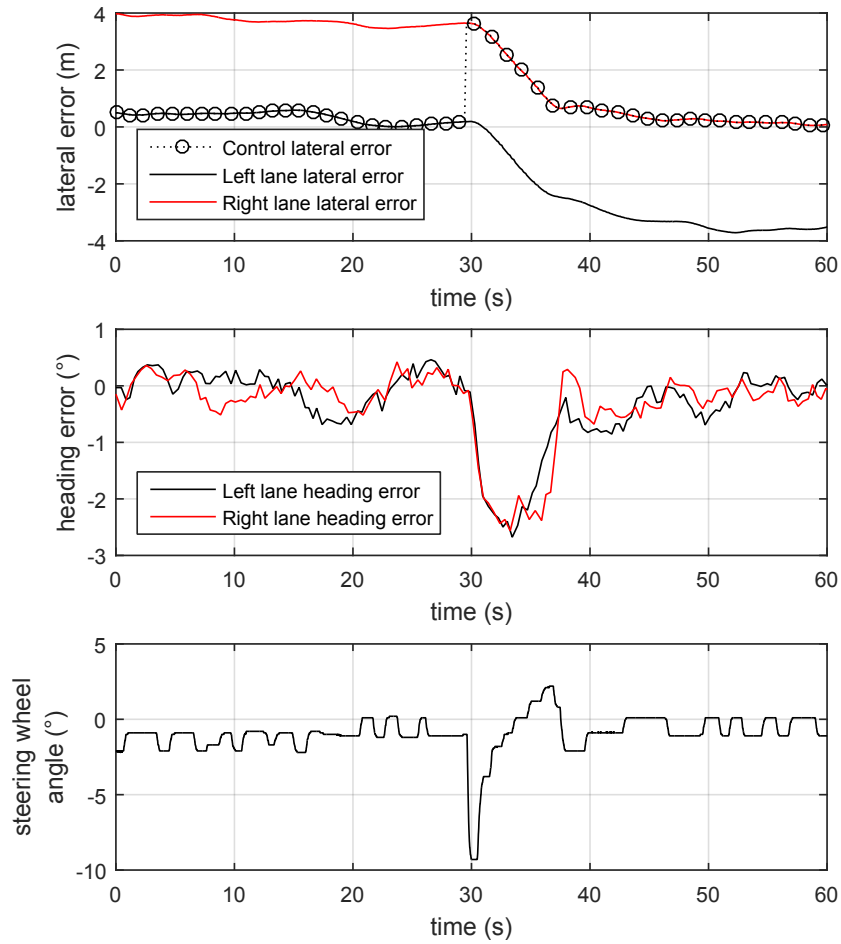 4
2
0
-2
-4
lateral error (m)
Control lateral error
Left lane lateral error
Right lane lateral error
0 10 20 30 40 50 60
time (s)
1
0
-1
-2
-3
heading error (°)
Left lane heading error
Right lane heading error
0 10 20 30 40 50 60
time (s)
5
0
-5
-10
steering wheel
angle (°)
0 10 20 30 40 50 60
time (s)